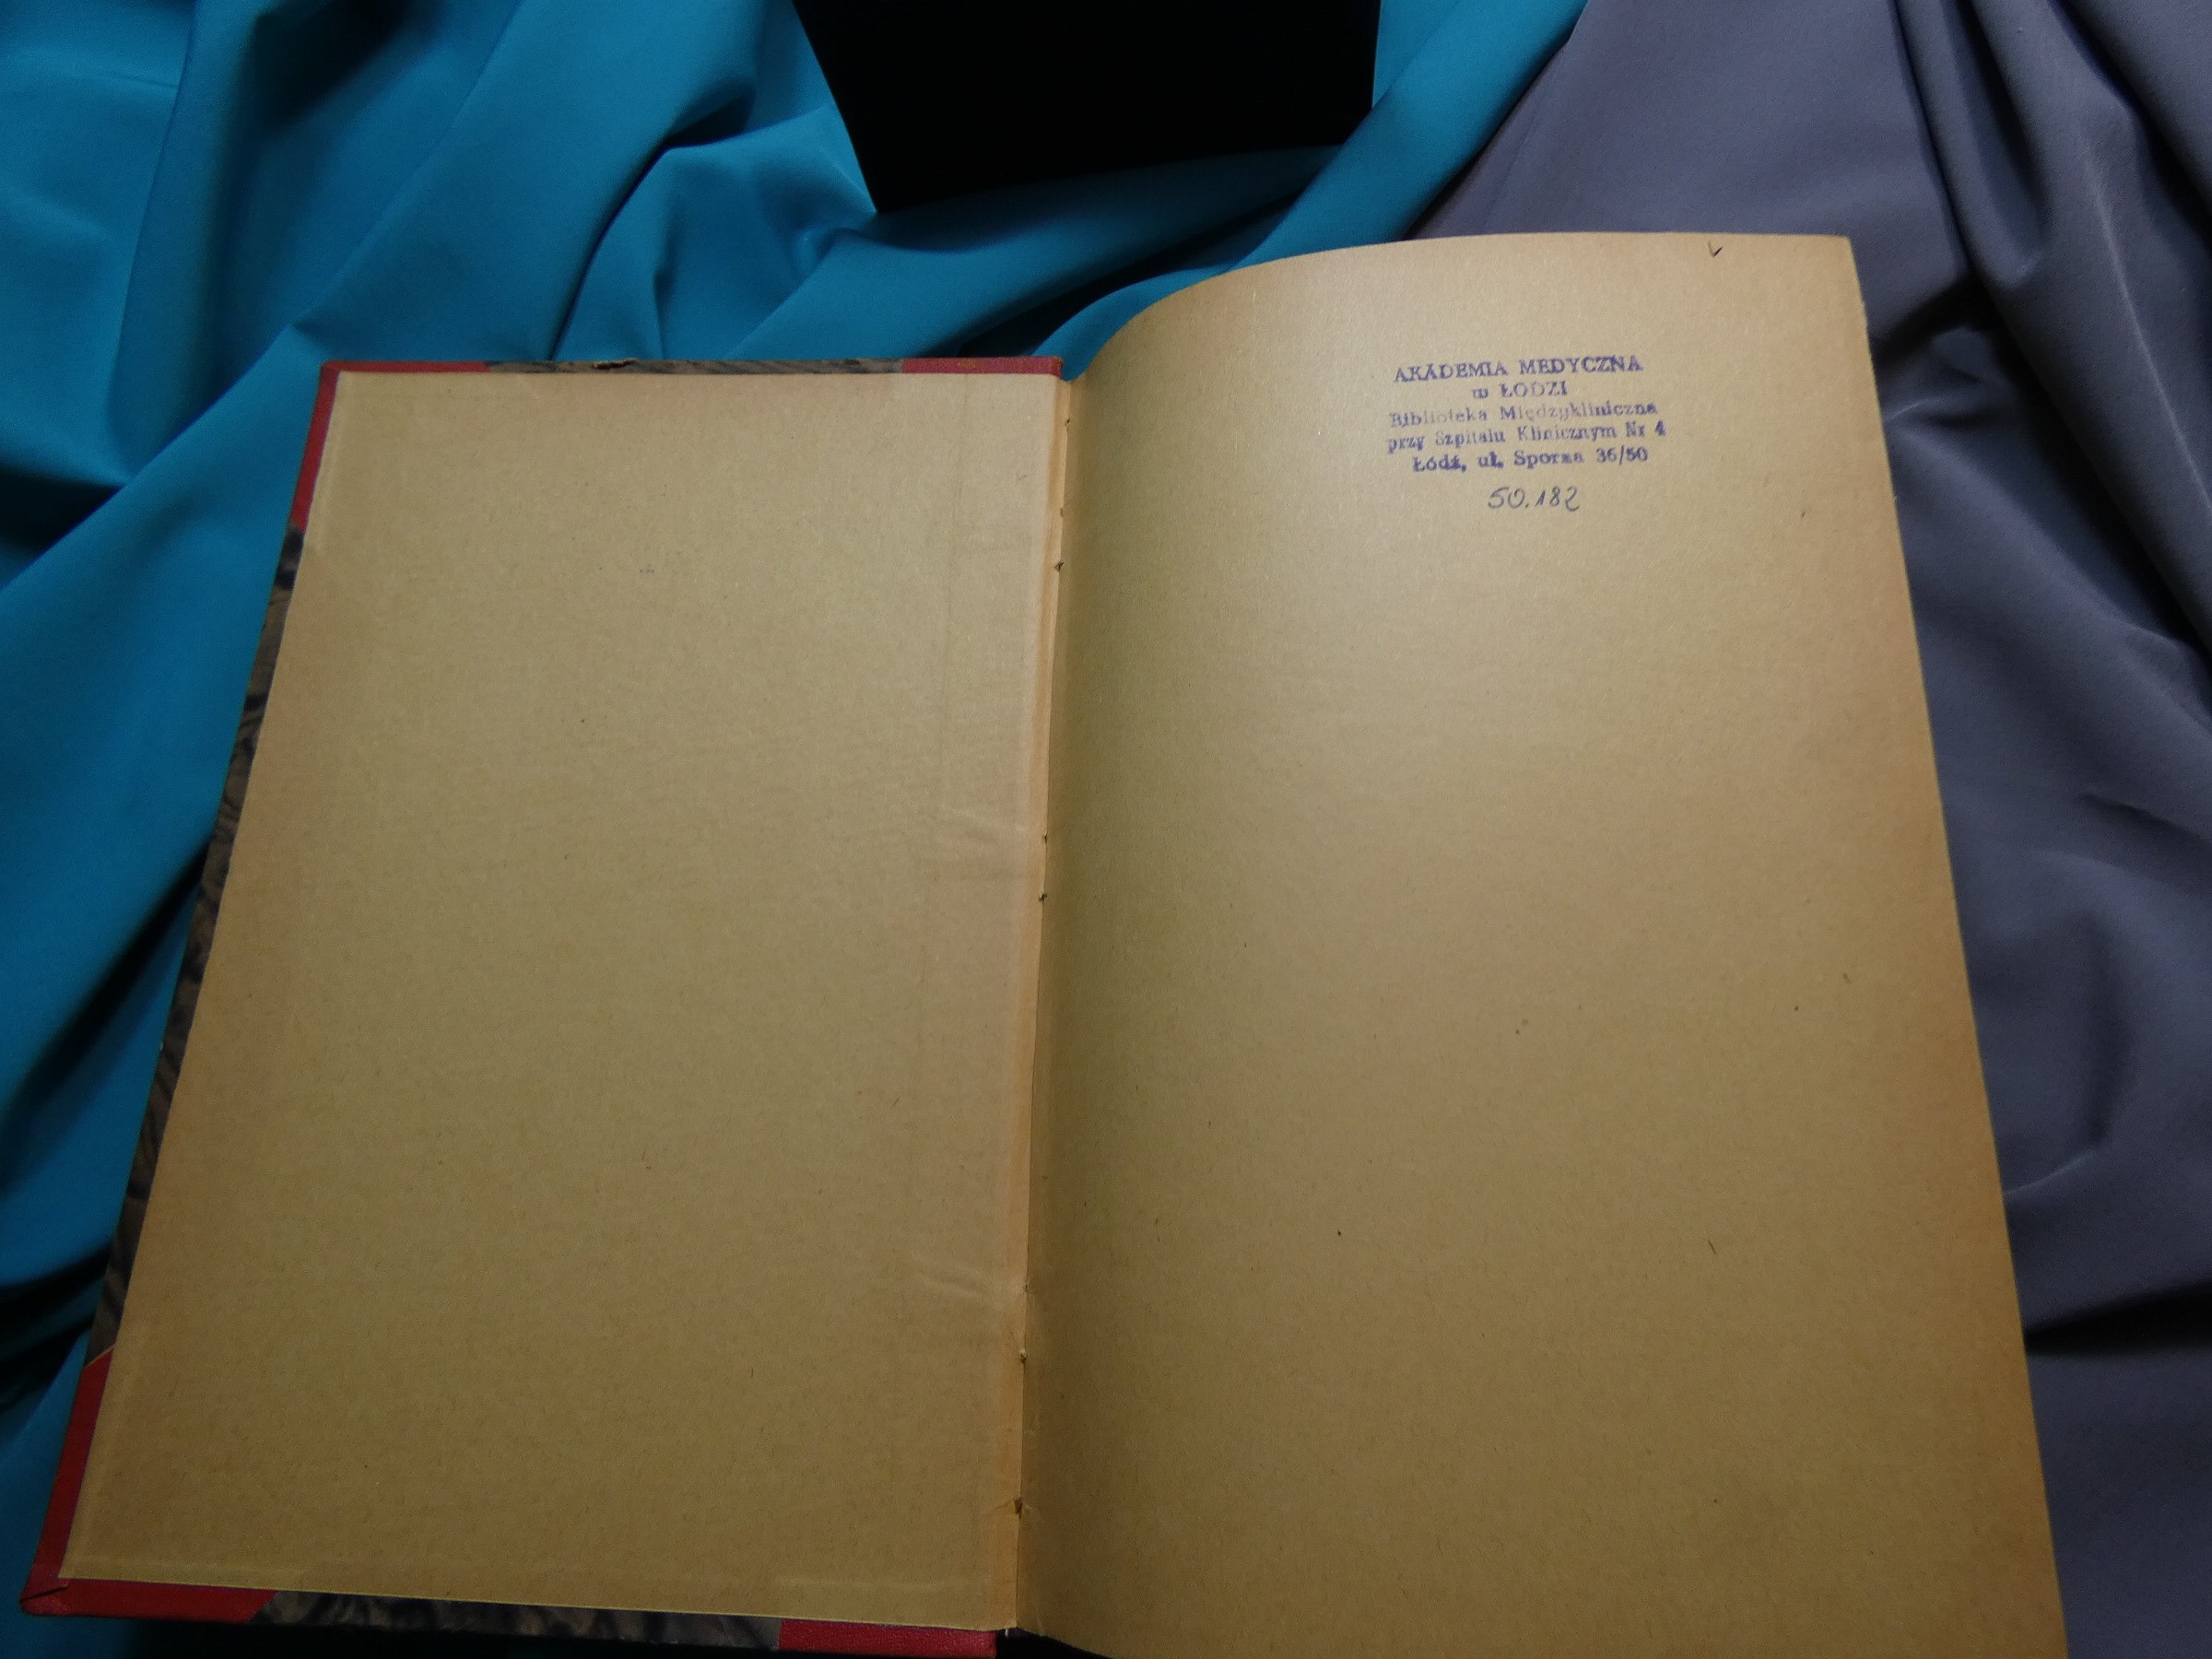 AKADEMIA MEDYCZNA
w ŁODZI
Biblioteka Międzykliniczna
przy Szpitalu Klinicznym Nr 4
Łódź, ul. Sporna 36/50
50.182